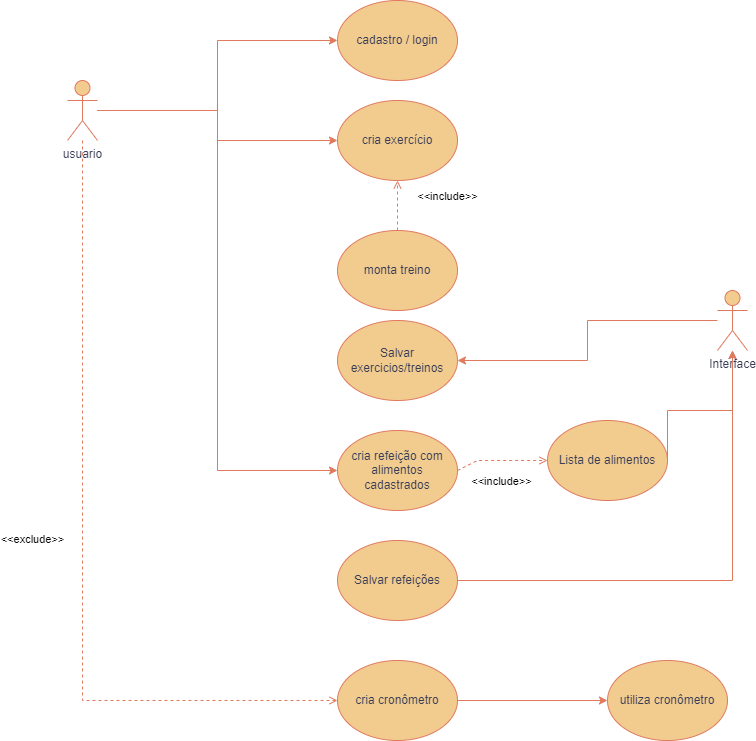 cadastro / login
usuario
cria exercício
<<include>>
monta treino
Salvar
exercicios/treinos
Interface
cria refeição com
alimentos
cadastrados
Lista de alimentos
<<include>>
<<exclude>>
Salvar refeições
cria cronômetro
utiliza cronômetro